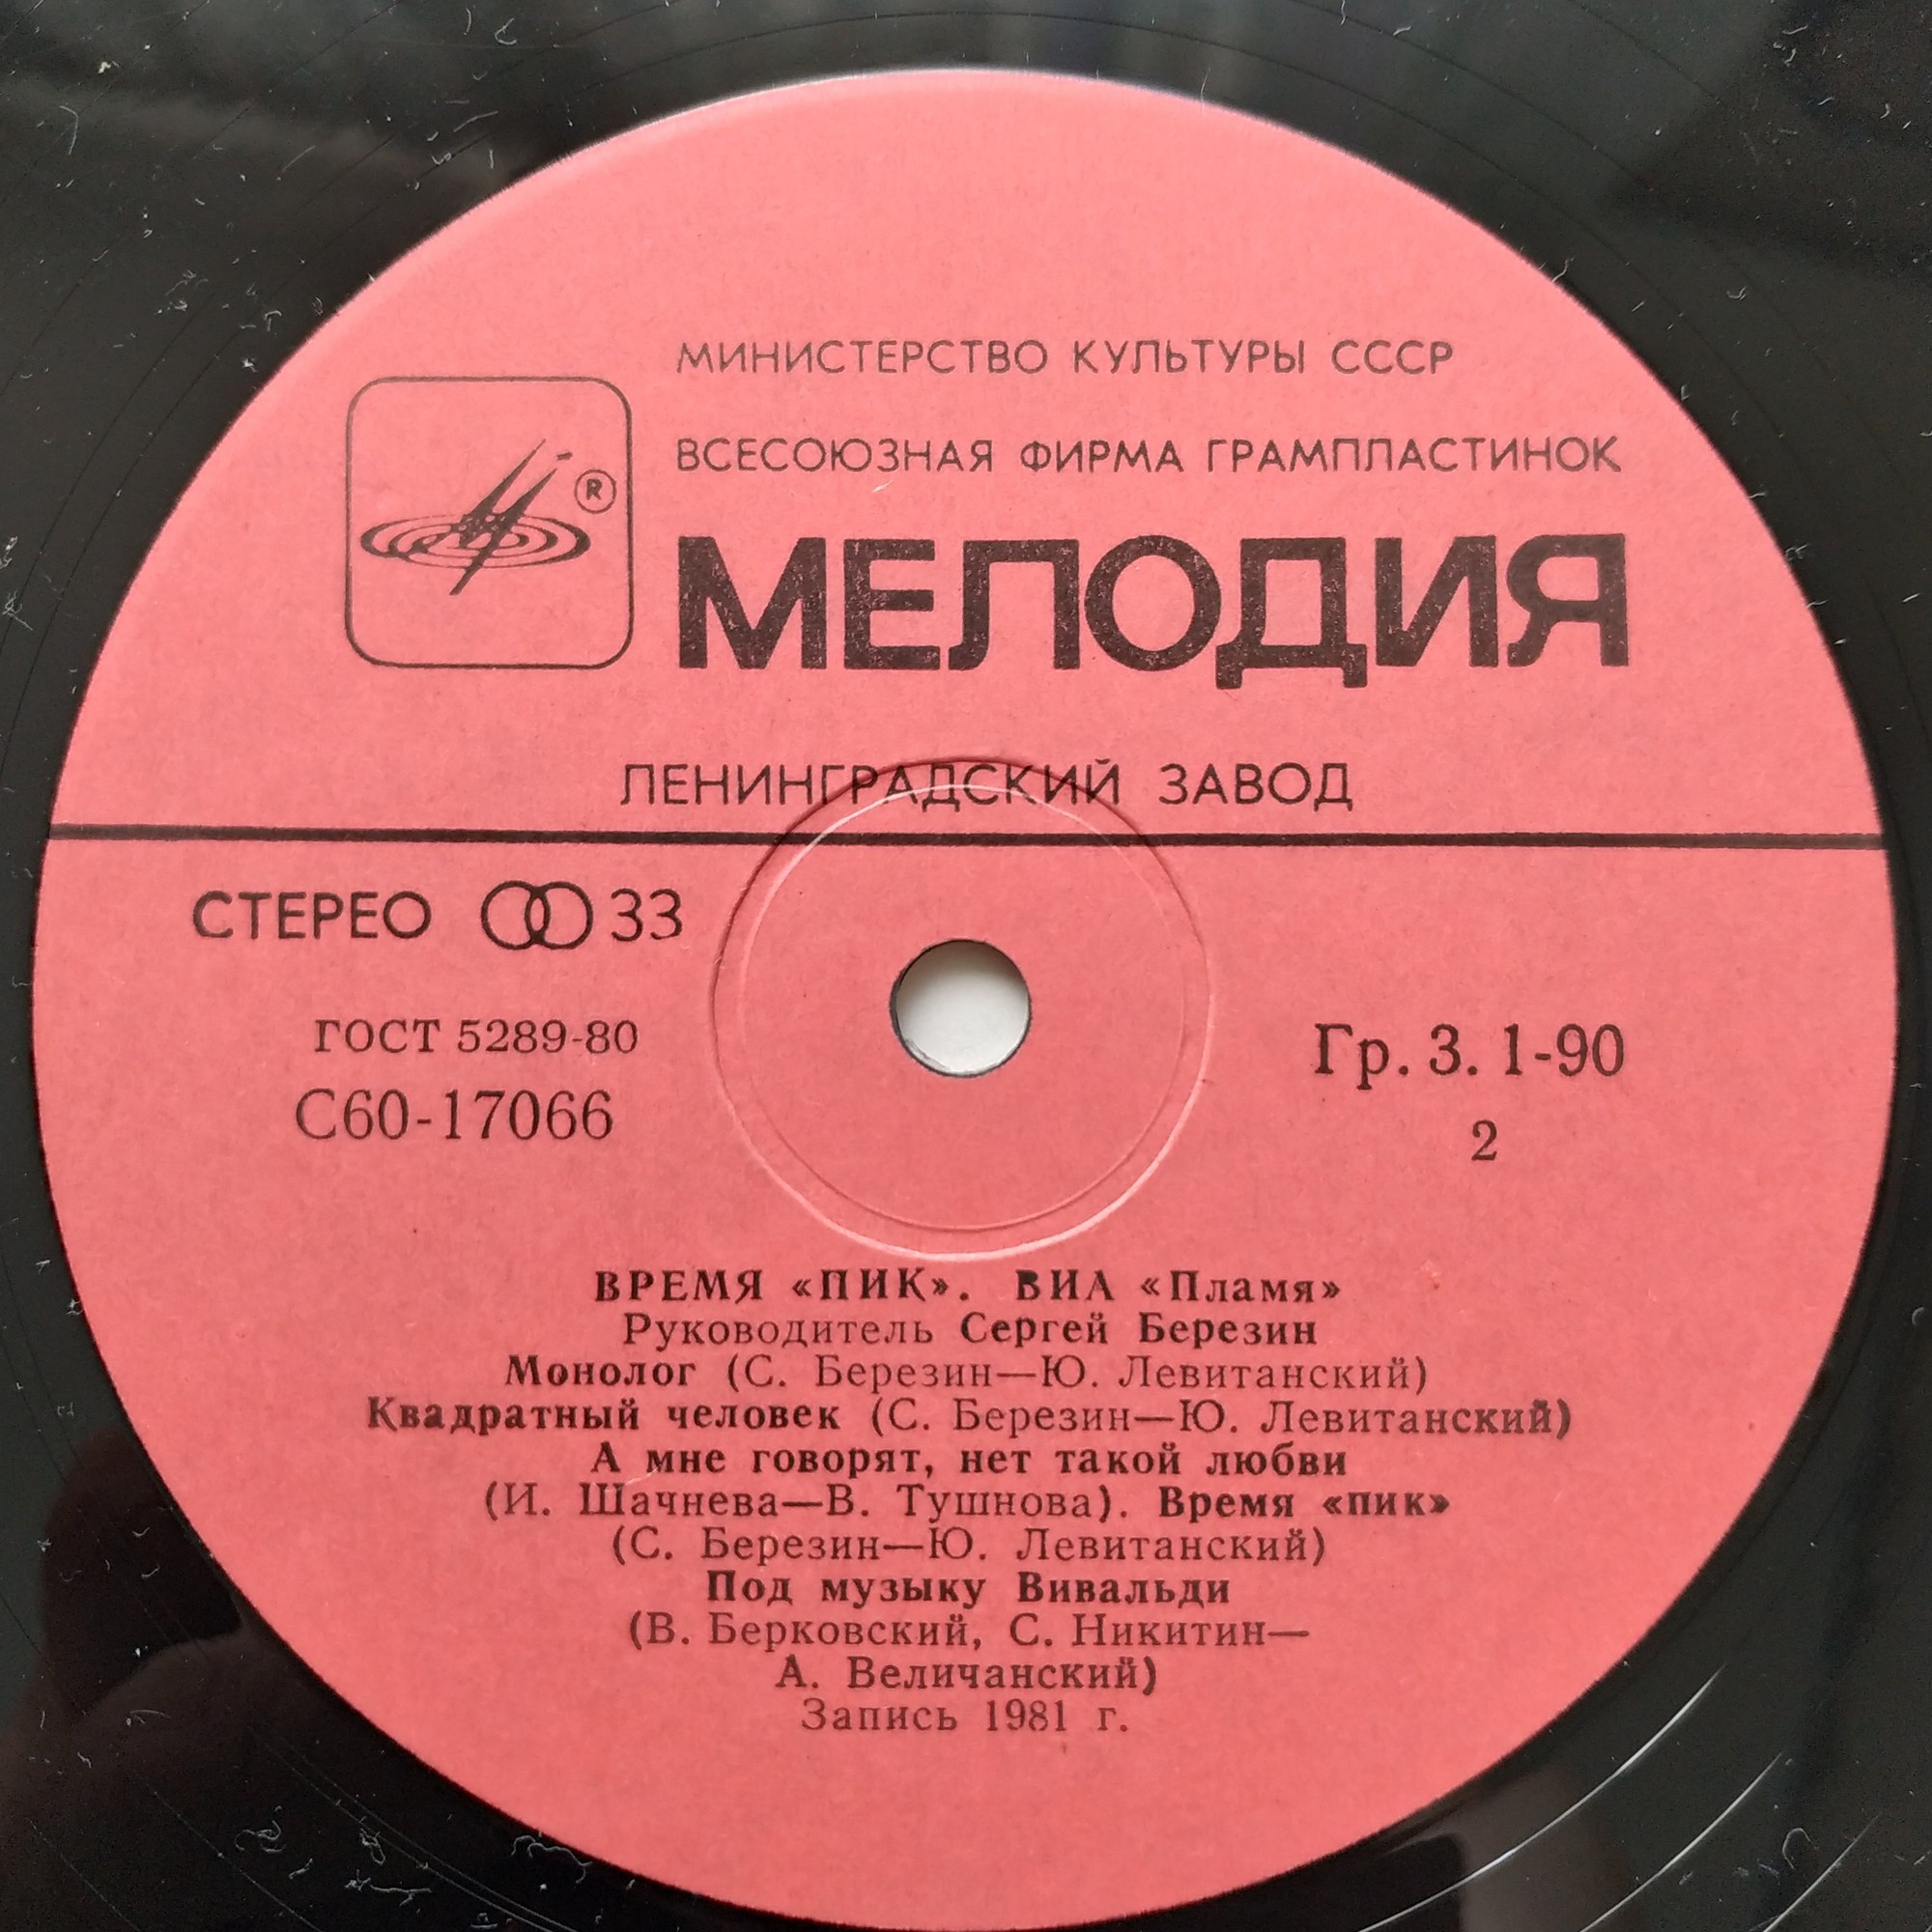 МИНИСТЕРСТВО КУЛЬТУРЫ СССР
ВСЕСОЮЗНАЯ ФИРМА ГРАМПЛАСТИНОК
®
МЕЛОДИЯ
ЛЕНИНГРАДСКИЙ ЗАВОД
СТЕРЕО 33
ГОСТ 5289-80
Гр. 3. 1-90
С60-17066
2
ВРЕМЯ «ПИК». ВИА «Пламя»
Руководитель Сергей Березин
Монолог (С. Березин—Ю. Левитанский)
Квадратный человек (С. Березин—Ю. Левитанский)
А мне говорят, нет такой любви
(И. Шачнева—В. Тушнова). Время «пик»
(С. Березин—Ю. Левитанский)
Под музыку Вивальди
(В. Берковский, С. Никитин—
А. Величанский)
Запись 1981 г.